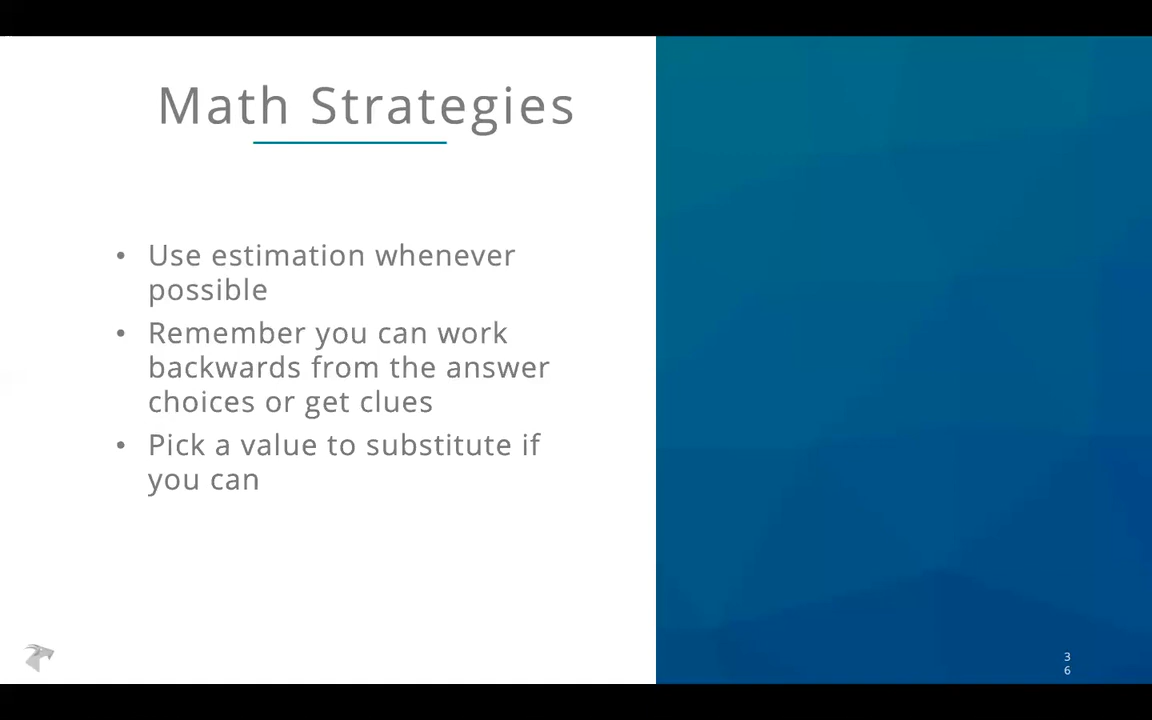 Math Strategies
• Use estimation whenever
possible
• Remember you can work
backwards from the answer
choices or get clues
• Pick a value to substitute if
you can
3
6